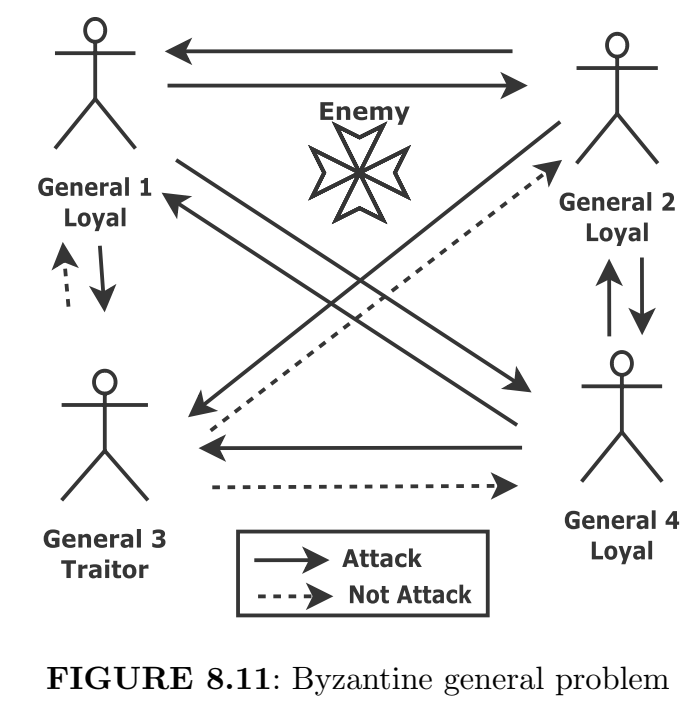 Enemy
General 1
Loyal
General 2
Loyal
General 3
Traitor
General 4
Loyal
Attack
Not Attack
FIGURE 8.11: Byzantine general problem